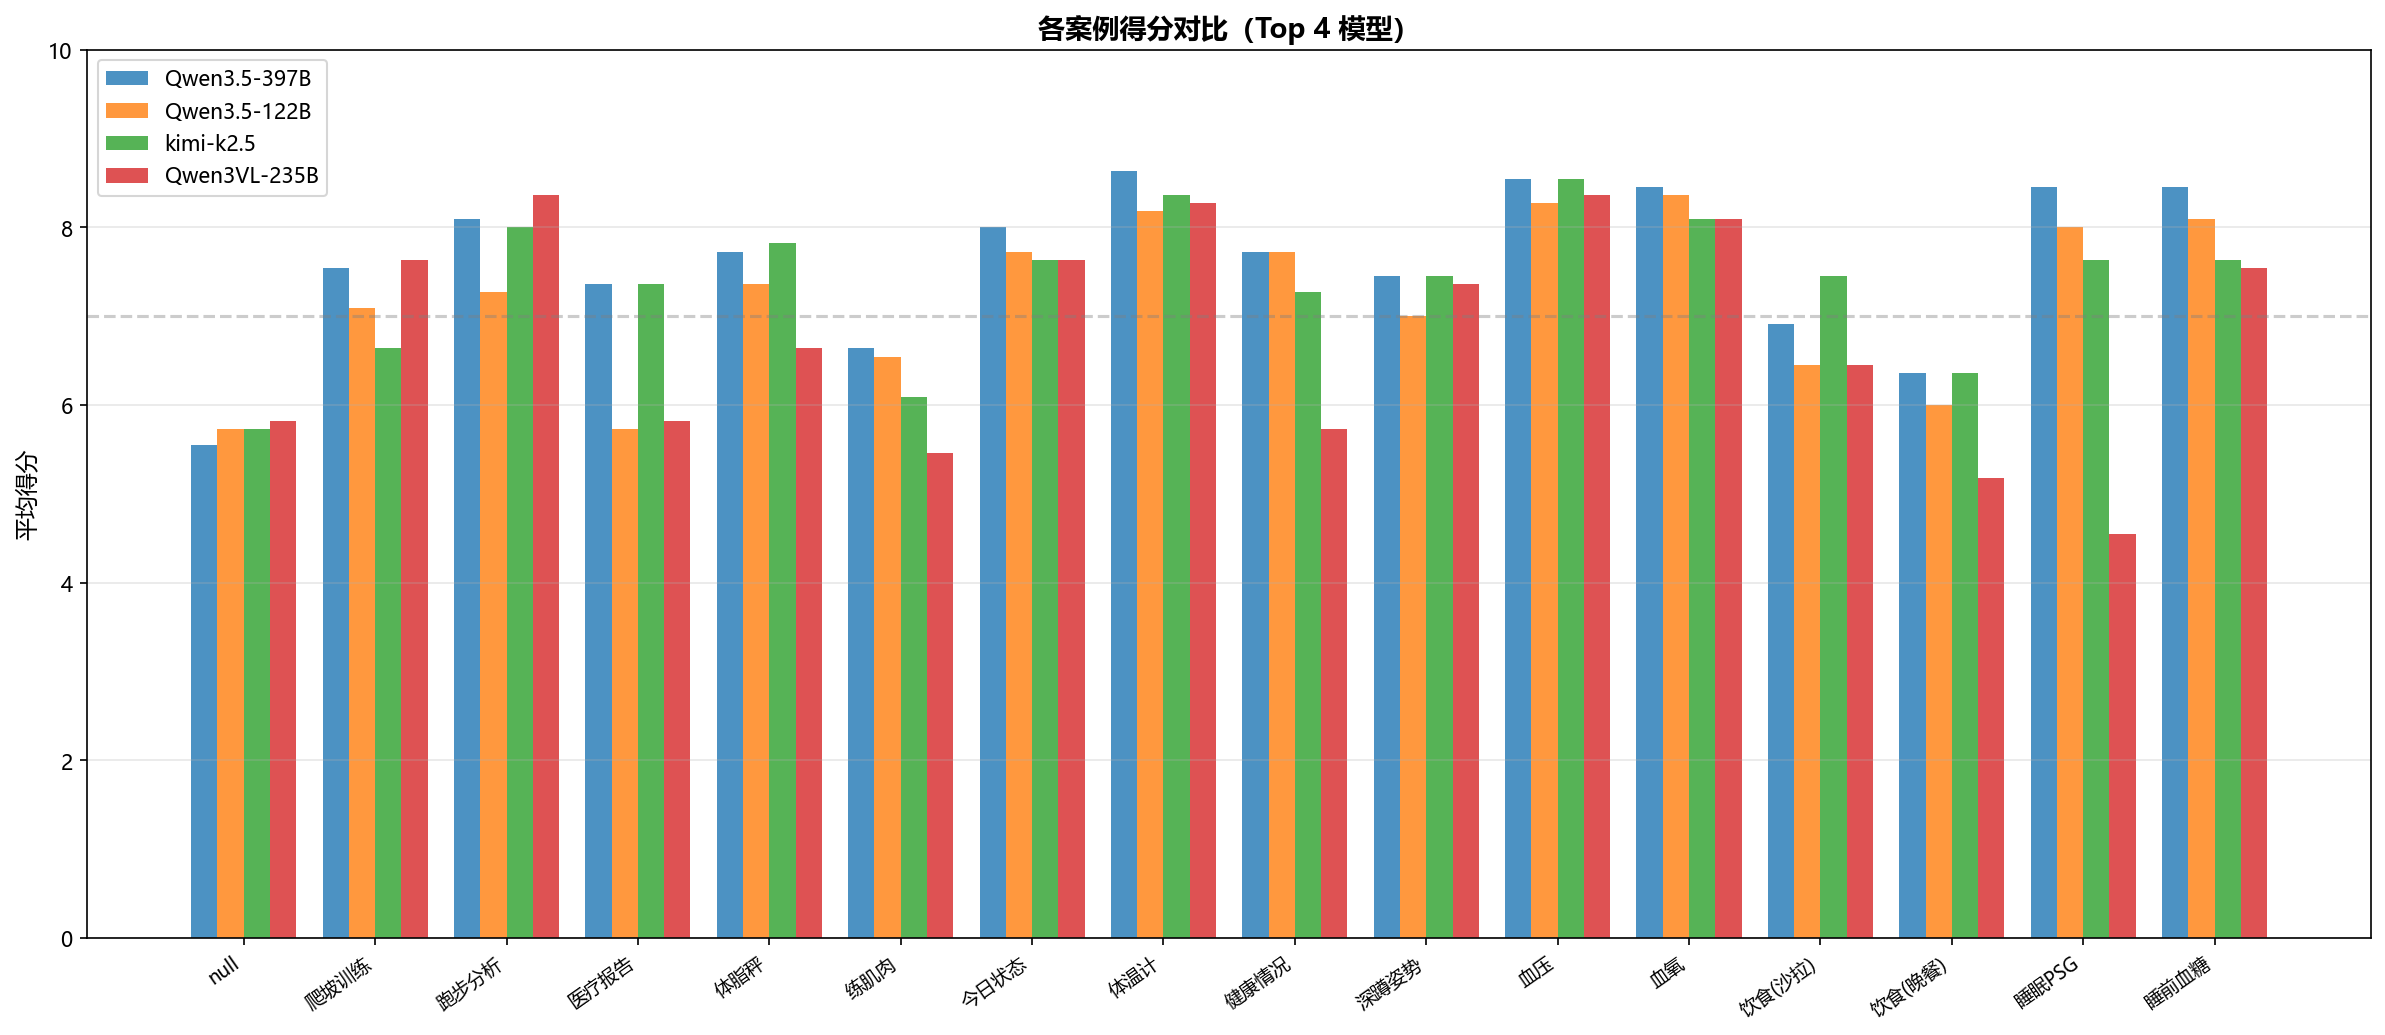 各案例得分对比（Top 4 模型）
Qwen3.5-397B
Qwen3.5-122B
kimi-k2.5
Qwen3VL-235B
平均得分
10
8
6
4
2
0
null
爬坡训练
跑步分析
医疗报告
体脂秤
练肌肉
今日状态
体温计
健康情况
深蹲姿势
血压
血氧
饮食(沙拉)
饮食(晚餐)
睡眠PSG
睡前血糖